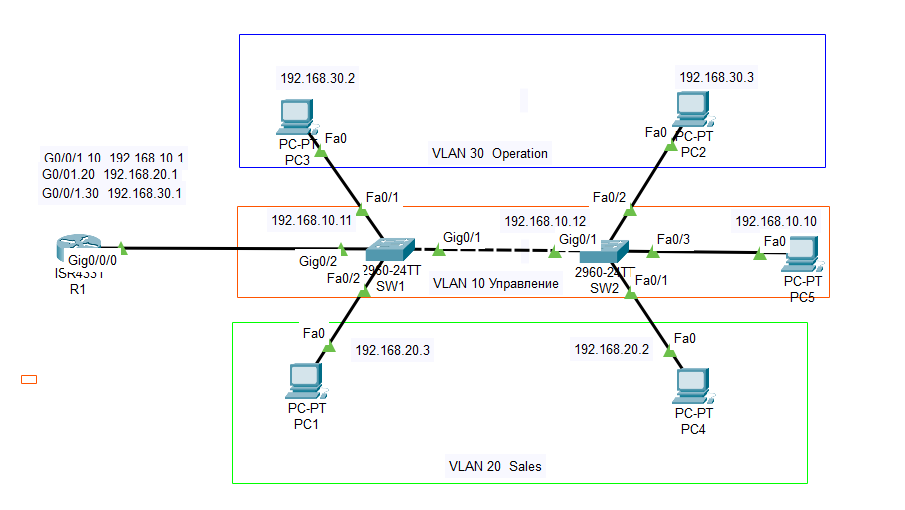 192.168.30.2
192.168.30.3
Fa0
PC-PT
PC3
Fa0
PC-PT
PC2
VLAN 30 Operation
G0/0/1.10 192.168.10.1
G0/01.20 192.168.20.1
G0/0/1.30 192.168.30.1
Fa0/1
Fa0/2
192.168.10.11
192.168.10.12
192.168.10.10
Gig0/0/0
ISR4331
R1
Gig0/2
Gig0/1
Gig0/1
Fa0/3
Fa0
2960-24TT
SW1
Fa0/2
2960-24TT
SW2
Fa0/1
PC-PT
PC5
VLAN 10 Управление
Fa0
192.168.20.3
192.168.20.2
Fa0
PC-PT
PC1
PC-PT
PC4
VLAN 20 Sales